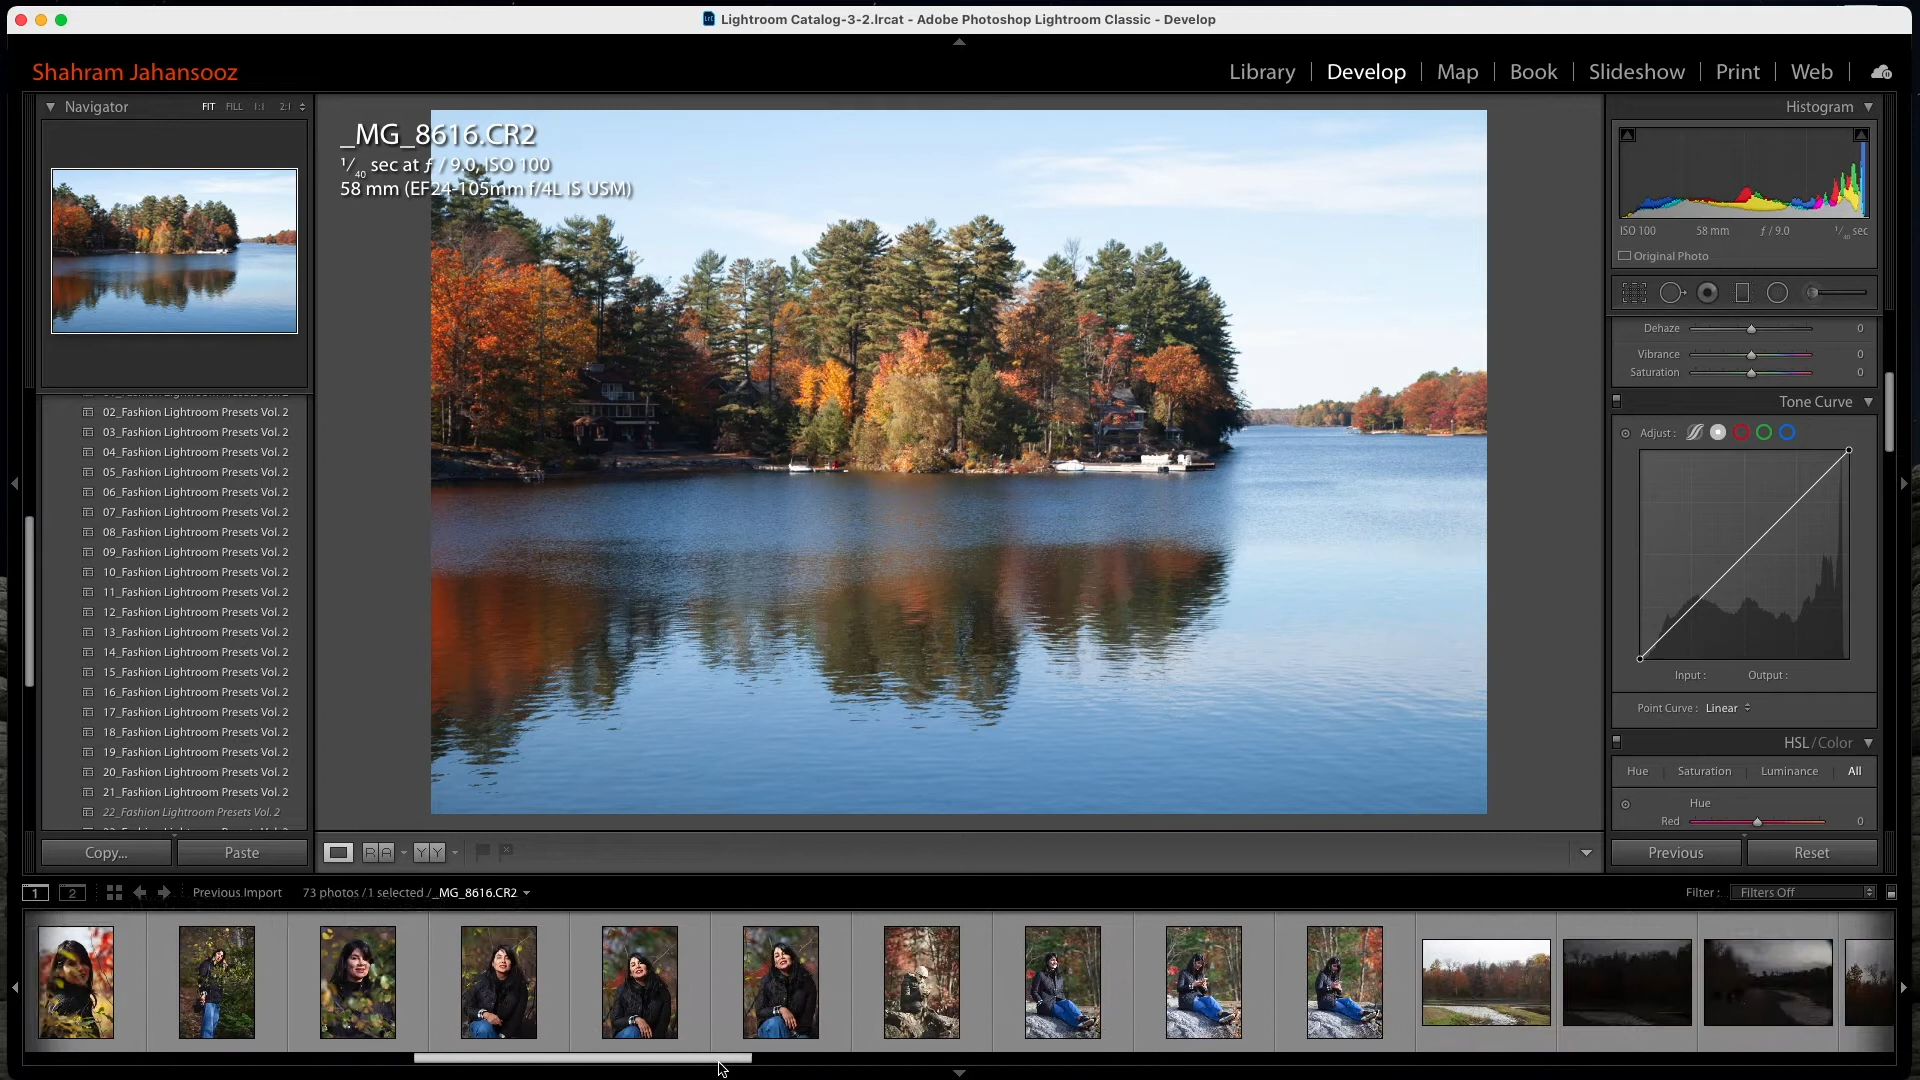 Lightroom Catalog-3-2.lrcat - Adobe Photoshop Lightroom Classic - Develop
Shahram Jahansooz
Library | Develop | Map | Book | Slideshow | Print | Web
Navigator FIT FILL 1:1 2:1
_MG_8616.CR2
1/40 sec at ƒ / 9.0, ISO 100
58 mm (EF24-105mm f/4L IS USM)
02_Fashion Lightroom Presets Vol. 2
03_Fashion Lightroom Presets Vol. 2
04_Fashion Lightroom Presets Vol. 2
05_Fashion Lightroom Presets Vol. 2
06_Fashion Lightroom Presets Vol. 2
07_Fashion Lightroom Presets Vol. 2
08_Fashion Lightroom Presets Vol. 2
09_Fashion Lightroom Presets Vol. 2
10_Fashion Lightroom Presets Vol. 2
11_Fashion Lightroom Presets Vol. 2
12_Fashion Lightroom Presets Vol. 2
13_Fashion Lightroom Presets Vol. 2
14_Fashion Lightroom Presets Vol. 2
15_Fashion Lightroom Presets Vol. 2
16_Fashion Lightroom Presets Vol. 2
17_Fashion Lightroom Presets Vol. 2
18_Fashion Lightroom Presets Vol. 2
19_Fashion Lightroom Presets Vol. 2
20_Fashion Lightroom Presets Vol. 2
21_Fashion Lightroom Presets Vol. 2
22_Fashion Lightroom Presets Vol. 2
Copy... Paste
Histogram
ISO 100 58 mm ƒ / 9.0 1/40 sec
Original Photo
Dehaze 0
Vibrance 0
Saturation 0
Tone Curve
Adjust :
Input : Output :
Point Curve : Linear
HSL / Color
Hue | Saturation | Luminance | All
Hue
Red 0
Previous Reset
R A Y Y
1 2 Previous Import 73 photos / 1 selected / _MG_8616.CR2
Filter : Filters Off